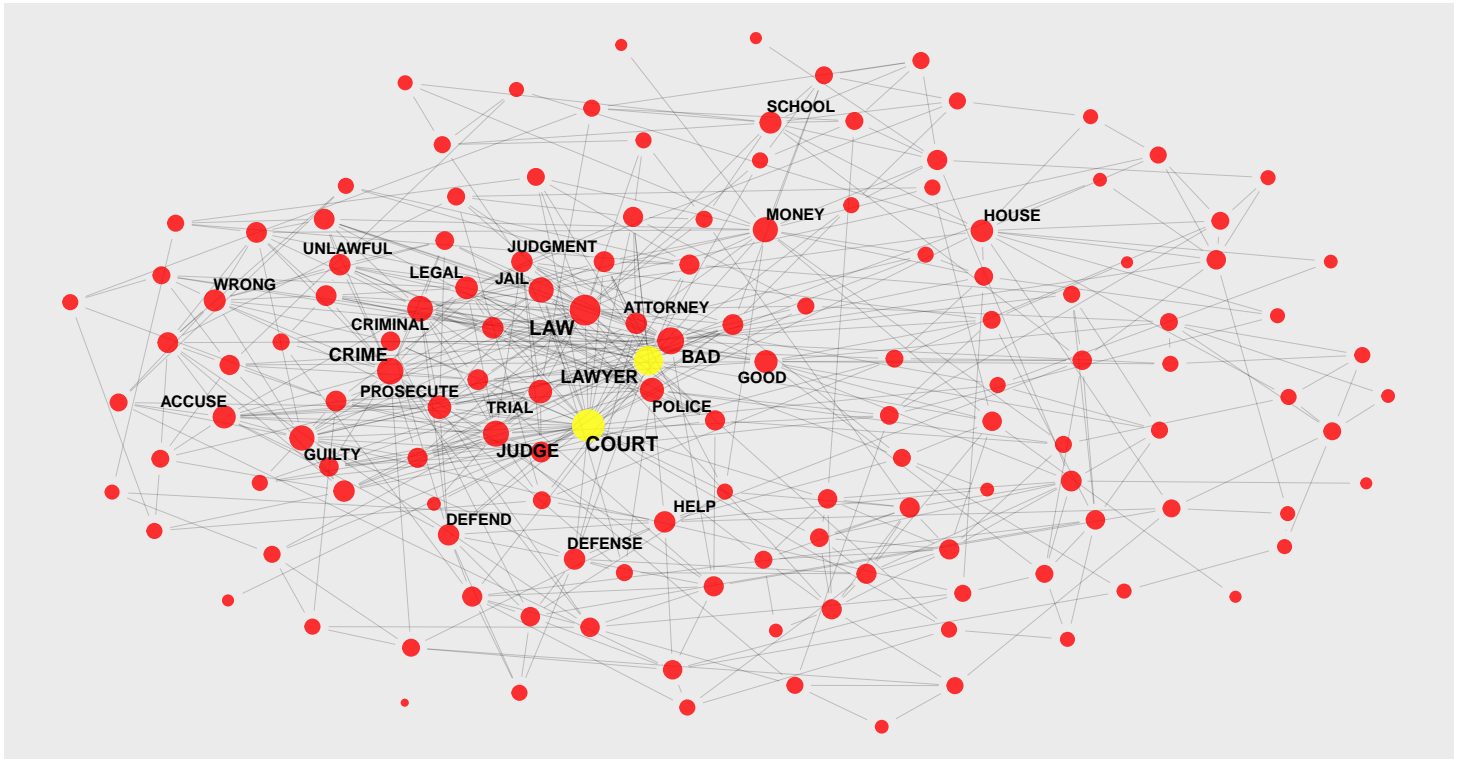 SCHOOL
MONEY
HOUSE
JUDGMENT
UNLAWFUL
LEGAL
JAIL
WRONG
ATTORNEY
CRIMINAL
LAW
CRIME
BAD
LAWYER
GOOD
PROSECUTE
ACCUSE
TRIAL
POLICE
COURT
JUDGE
GUILTY
HELP
DEFEND
DEFENSE